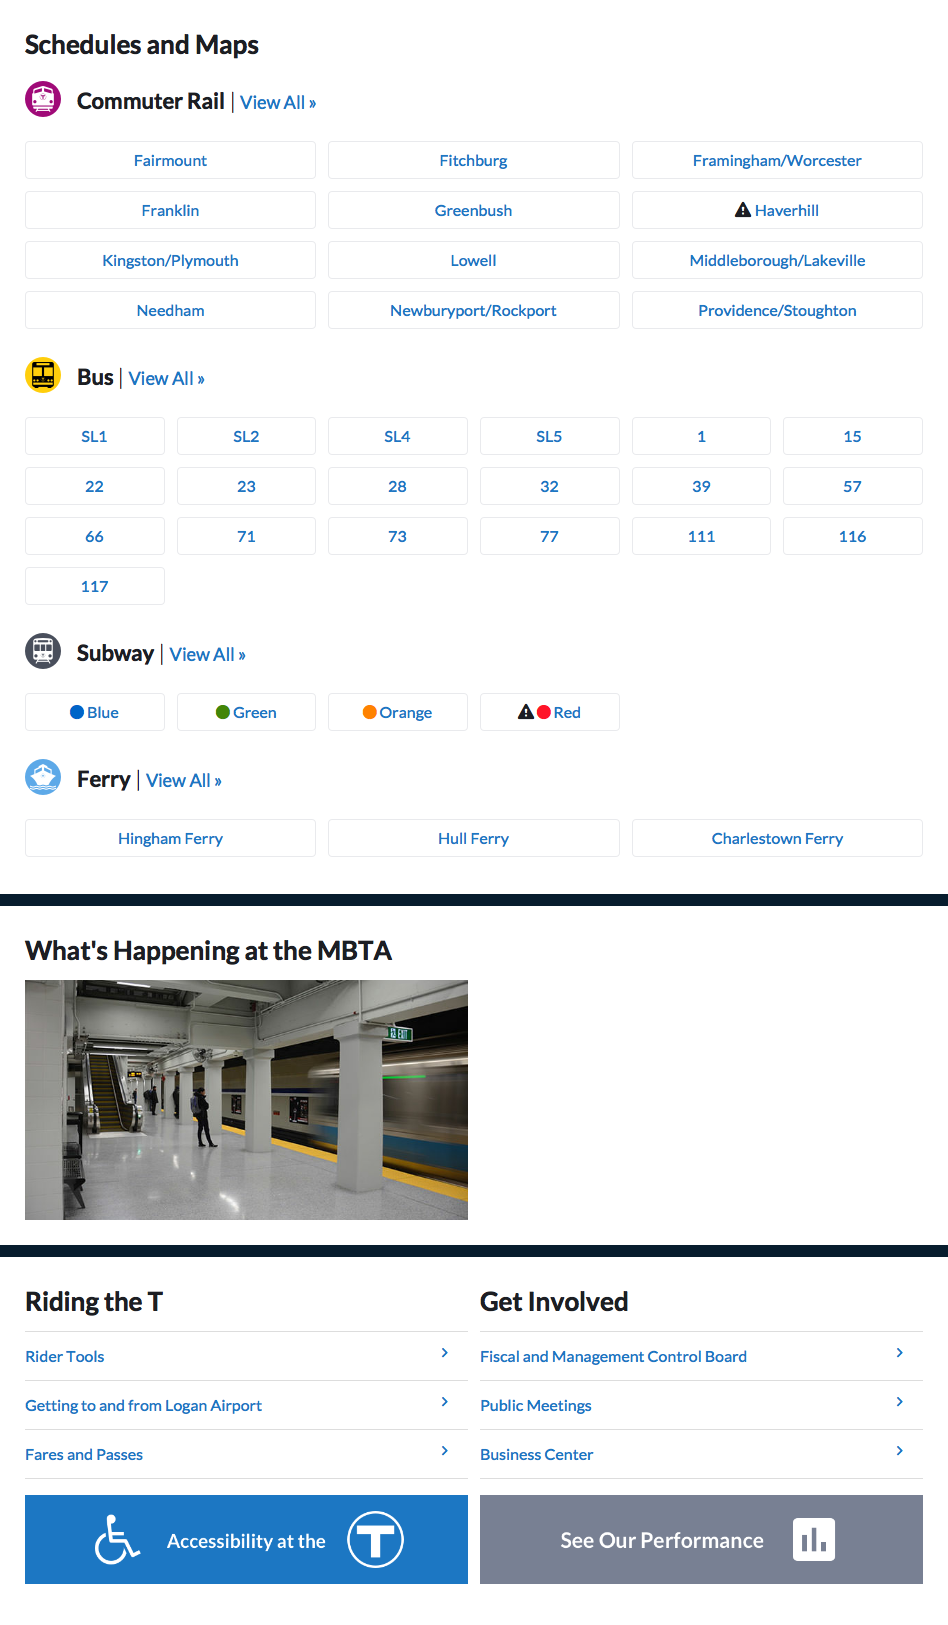 Schedules and Maps
Commuter Rail | View All »
Fairmount Fitchburg Framingham/Worcester
Franklin Greenbush Haverhill
Kingston/Plymouth Lowell Middleborough/Lakeville
Needham Newburyport/Rockport Providence/Stoughton
Bus | View All »
SL1 SL2 SL4 SL5 1 15
22 23 28 32 39 57
66 71 73 77 111 116
117
Subway | View All »
Blue Green Orange Red
Ferry | View All »
Hingham Ferry Hull Ferry Charlestown Ferry
What's Happening at the MBTA
EXIT
Riding the T
Rider Tools
Getting to and from Logan Airport
Fares and Passes
Accessibility at the T
Get Involved
Fiscal and Management Control Board
Public Meetings
Business Center
See Our Performance